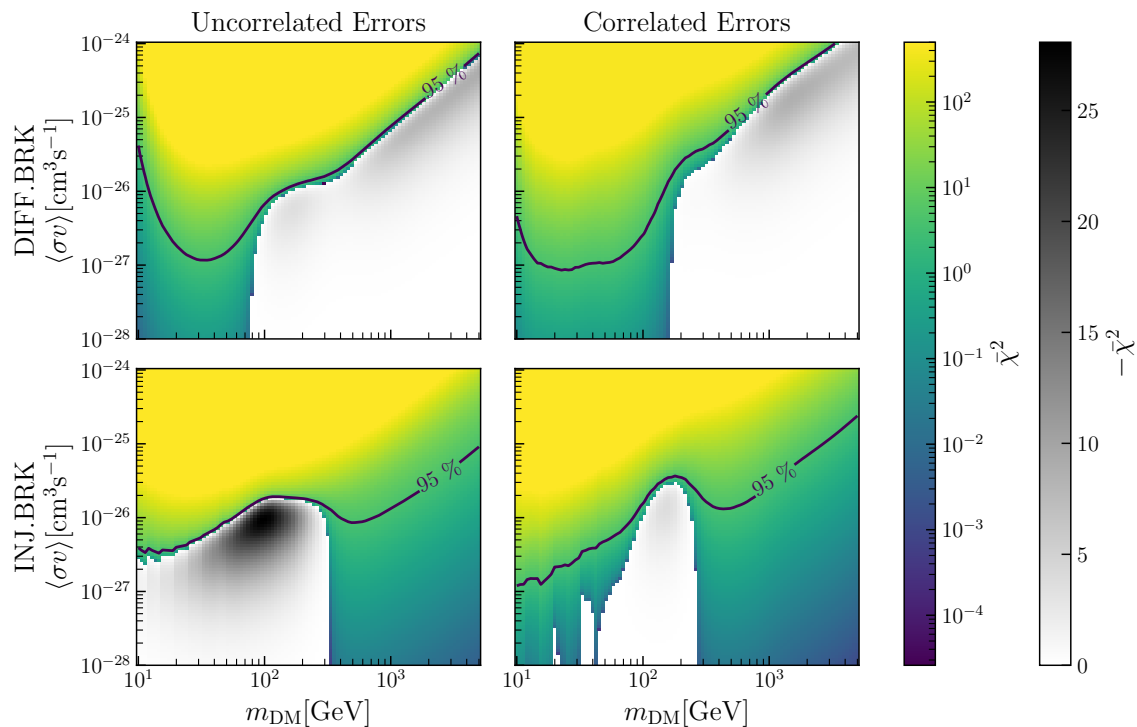 Uncorrelated Errors
Correlated Errors
DIFF.BRK
⟨σv⟩[cm³s⁻¹]
10⁻²⁴
10⁻²⁵
10⁻²⁶
10⁻²⁷
10⁻²⁸
95 %
95 %
INJ.BRK
⟨σv⟩[cm³s⁻¹]
10⁻²⁴
10⁻²⁵
10⁻²⁶
10⁻²⁷
10⁻²⁸
95 %
95 %
10¹ 10² 10³
m_DM[GeV]
10¹ 10² 10³
m_DM[GeV]
10²
10¹
10⁰
10⁻¹
10⁻²
10⁻³
10⁻⁴
χ̄²
25
20
15
10
5
0
−χ̄²